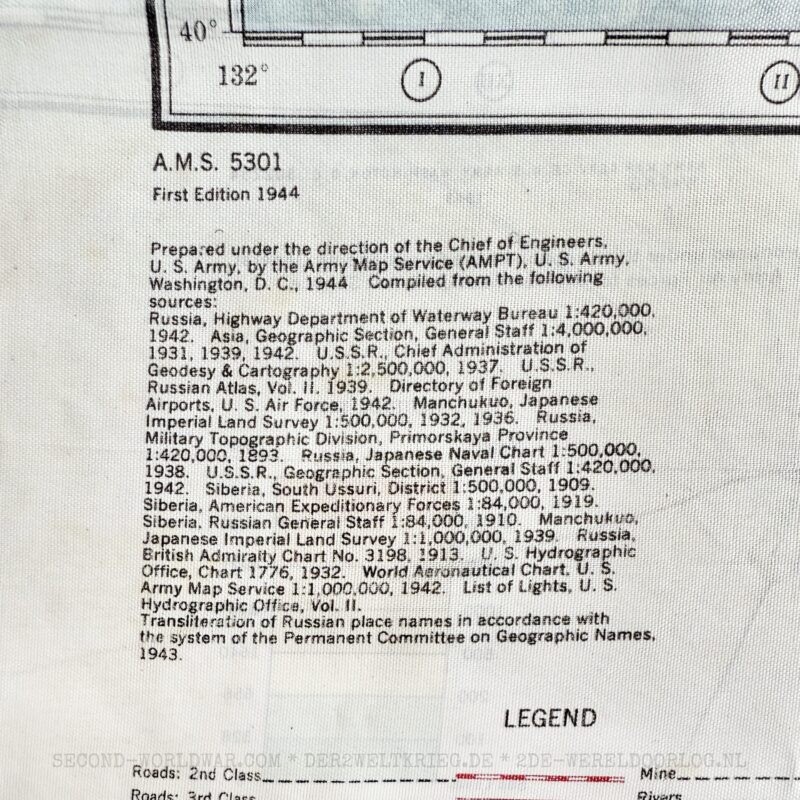 40°
132°
I
II
A.M.S. 5301
First Edition 1944
Prepared under the direction of the Chief of Engineers,
U. S. Army, by the Army Map Service (AMPT), U. S. Army,
Washington, D. C., 1944 Compiled from the following
sources:
Russia, Highway Department of Waterway Bureau 1:420,000,
1942. Asia, Geographic Section, General Staff 1:4,000,000,
1931, 1939, 1942. U.S.S.R., Chief Administration of
Geodesy & Cartography 1:2,500,000, 1937. U.S.S.R.,
Russian Atlas, Vol. II. 1939. Directory of Foreign
Airports, U. S. Air Force, 1942. Manchukuo, Japanese
Imperial Land Survey 1:500,000, 1932, 1936. Russia,
Military Topographic Division, Primorskaya Province
1:420,000, 1893. Russia, Japanese Naval Chart 1:500,000,
1938. U.S.S.R., Geographic Section, General Staff 1:420,000,
1942. Siberia, South Ussuri, District 1:500,000, 1909.
Siberia, American Expeditionary Forces 1:84,000, 1919.
Siberia, Russian General Staff 1:84,000, 1910. Manchukuo,
Japanese Imperial Land Survey 1:1,000,000, 1939. Russia,
British Admiralty Chart No. 3198, 1913. U. S. Hydrographic
Office, Chart 1776, 1932. World Aeronautical Chart, U. S.
Army Map Service 1:1,000,000, 1942. List of Lights, U. S.
Hydrographic Office, Vol. II.
Transliteration of Russian place names in accordance with
the system of the Permanent Committee on Geographic Names,
1943.
LEGEND
SECOND-WORLDWAR.COM * DER2WELTKRIEG.DE * 2DE-WERELDOORLOG.NL
Roads: 2nd Class Mine
Roads: 3rd Class Rivers